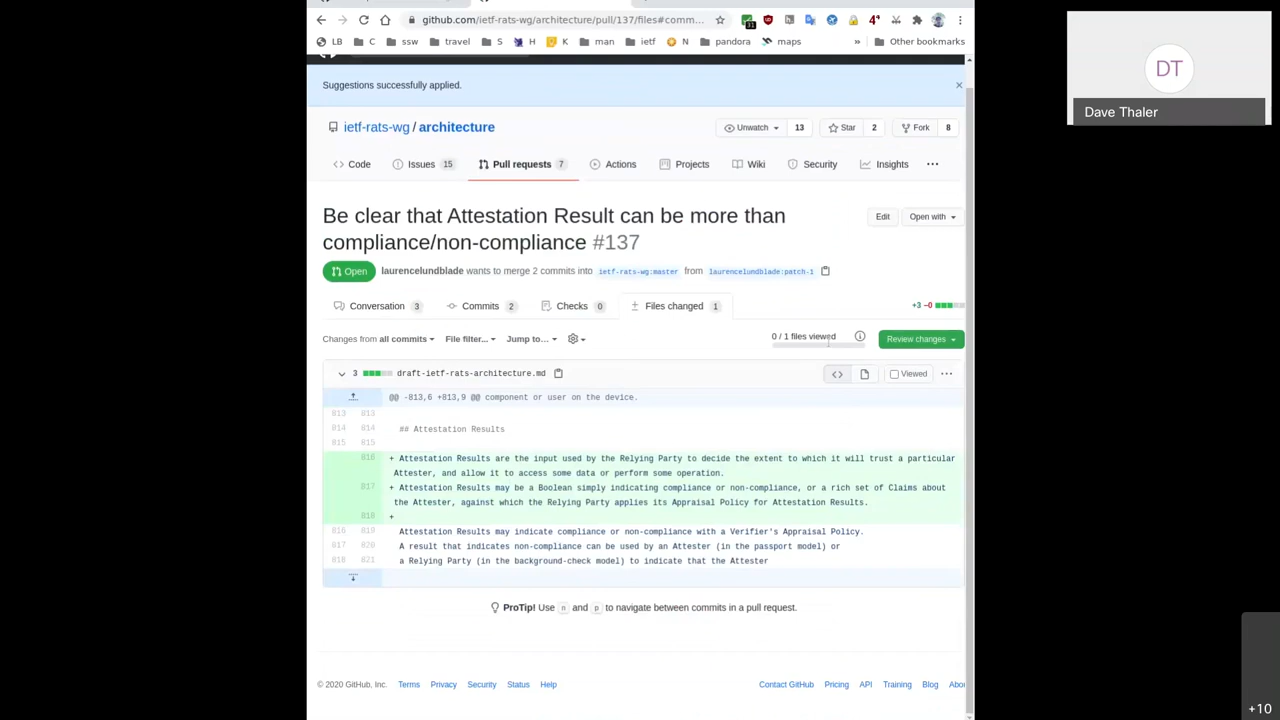 github.com/ietf-rats-wg/architecture/pull/137/files#comm...
LB C ssw travel S H K man ietf N pandora maps » Other bookmarks
Suggestions successfully applied.
ietf-rats-wg / architecture
Unwatch 13 Star 2 Fork 8
Code Issues 15 Pull requests 7 Actions Projects Wiki Security Insights
Be clear that Attestation Result can be more than
compliance/non-compliance #137
Edit Open with
Open laurencelundblade wants to merge 2 commits into ietf-rats-wg:master from laurencelundblade:patch-1
Conversation 3 Commits 2 Checks 0 Files changed 1 +3 −0
Changes from all commits File filter... Jump to... 0 / 1 files viewed Review changes
3 draft-ietf-rats-architecture.md Viewed
@@ -813,6 +813,9 @@ component or user on the device.
813 813
814 814 ## Attestation Results
815 815
816 + Attestation Results are the input used by the Relying Party to decide the extent to which it will trust a particular
Attester, and allow it to access some data or perform some operation.
817 + Attestation Results may be a Boolean simply indicating compliance or non-compliance, or a rich set of Claims about
the Attester, against which the Relying Party applies its Appraisal Policy for Attestation Results.
818 +
816 819 Attestation Results may indicate compliance or non-compliance with a Verifier's Appraisal Policy.
817 820 A result that indicates non-compliance can be used by an Attester (in the passport model) or
818 821 a Relying Party (in the background-check model) to indicate that the Attester
ProTip! Use n and p to navigate between commits in a pull request.
© 2020 GitHub, Inc. Terms Privacy Security Status Help Contact GitHub Pricing API Training Blog Abou
DT
Dave Thaler
+10